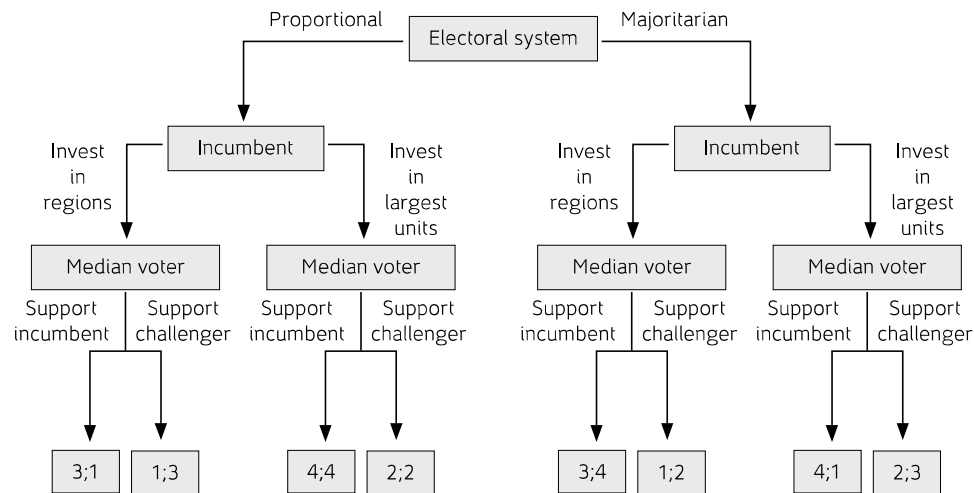 Proportional
Majoritarian
Electoral system
Incumbent
Incumbent
Invest
in
regions
Invest
in
largest
units
Invest
in
regions
Invest
in
largest
units
Median voter
Median voter
Median voter
Median voter
Support
incumbent
Support
challenger
Support
incumbent
Support
challenger
Support
incumbent
Support
challenger
Support
incumbent
Support
challenger
3;1
1;3
4;4
2;2
3;4
1;2
4;1
2;3